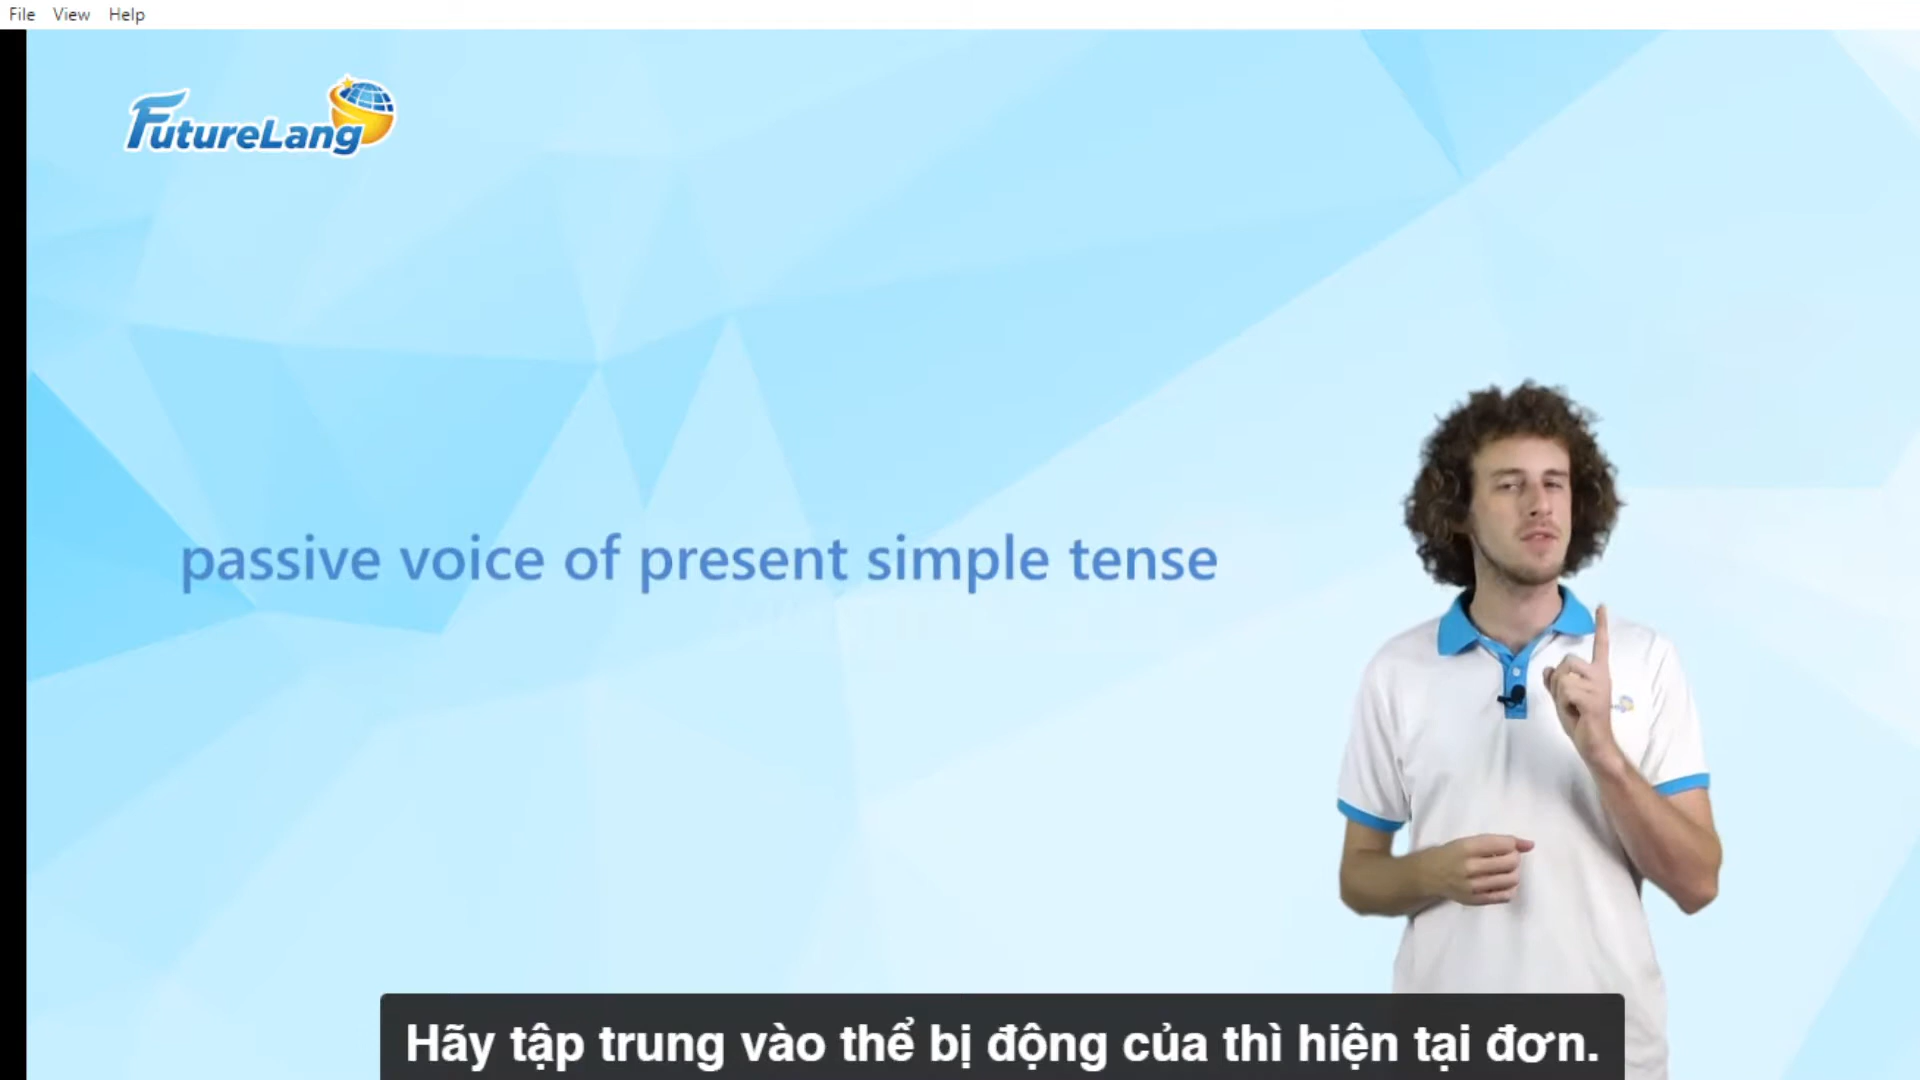 File View Help
FutureLang
passive voice of present simple tense
Hãy tập trung vào thể bị động của thì hiện tại đơn.